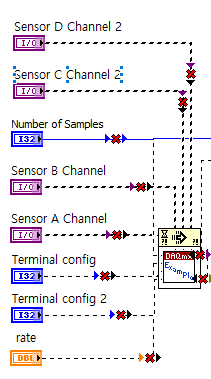 Sensor D Channel 2
I/O
Sensor C Channel 2
I/O
Number of Samples
I32
Sensor B Channel
I/O
Sensor A Channel
I/O
DAQmx
Example
Terminal config
I32
Terminal config 2
I32
rate
DBL